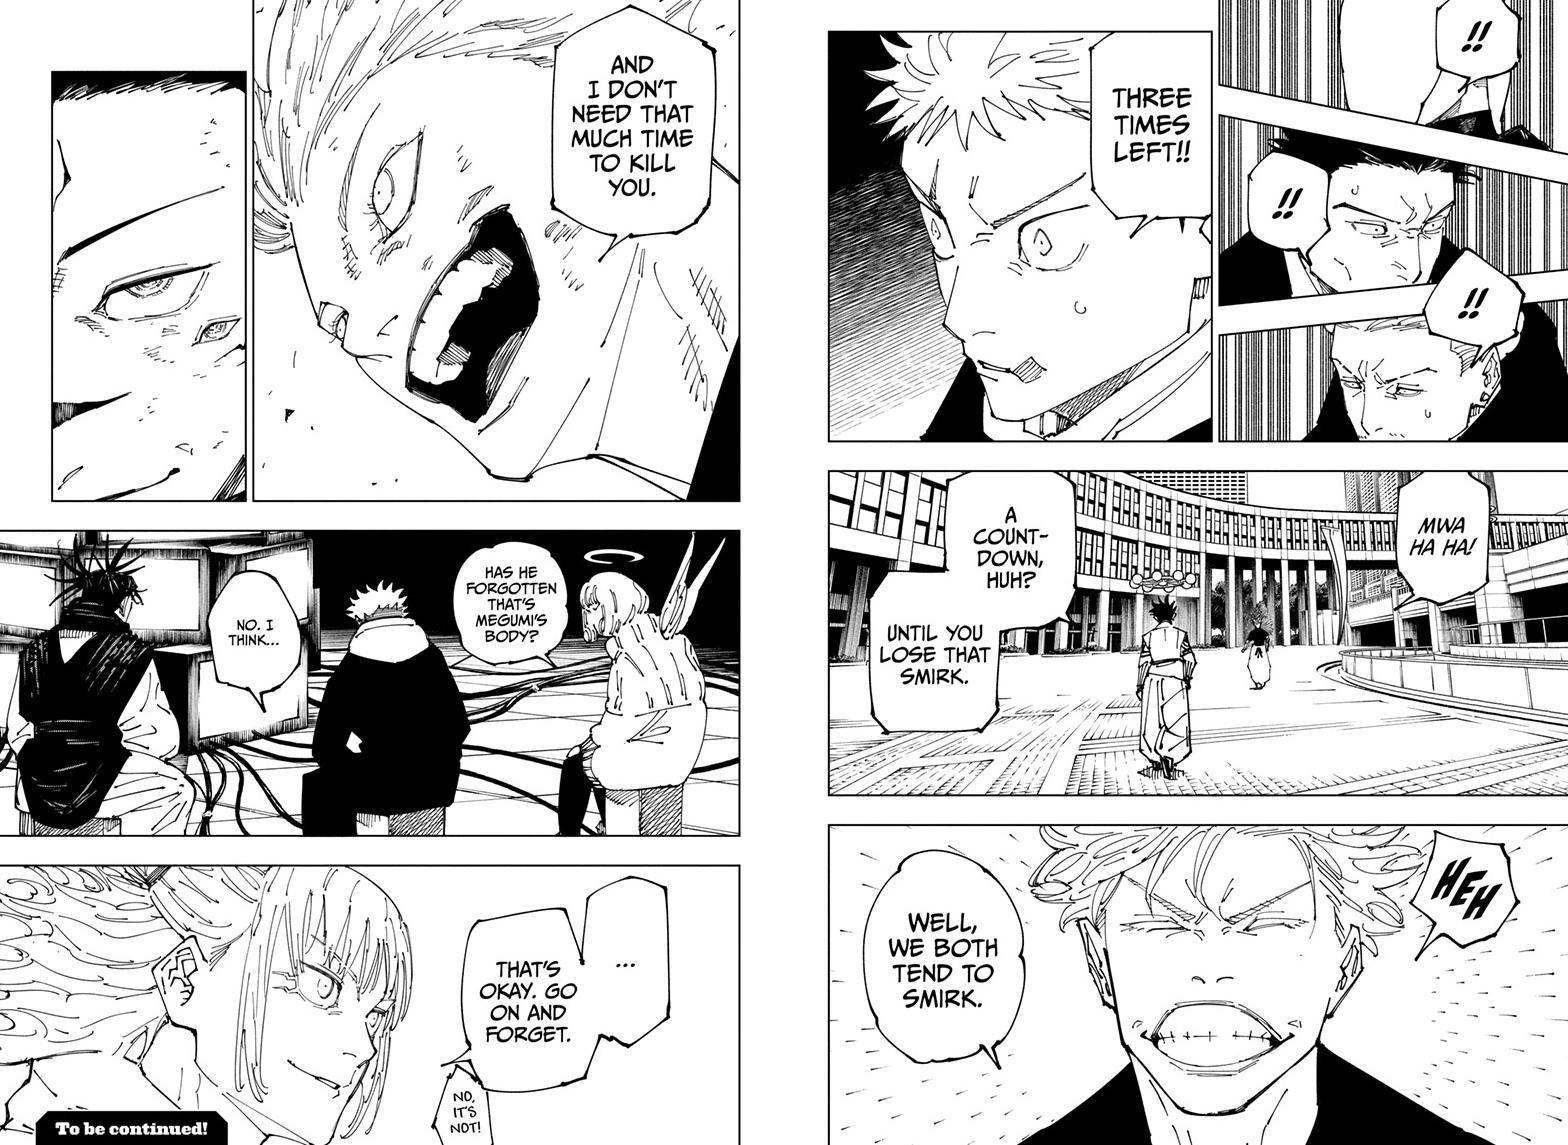 !!
!!
!!
THREE
TIMES
LEFT!!
MWA
HA HA!
A
COUNT-
DOWN,
HUH?
UNTIL YOU
LOSE THAT
SMIRK.
HEH
WELL,
WE BOTH
TEND TO
SMIRK.
AND
I DON'T
NEED THAT
MUCH TIME
TO KILL
YOU.
HAS HE
FORGOTTEN
THAT'S
MEGUMI'S
BODY?
NO. I
THINK...
...
THAT'S
OKAY. GO
ON AND
FORGET.
NO,
IT'S
NOT!
To be continued!